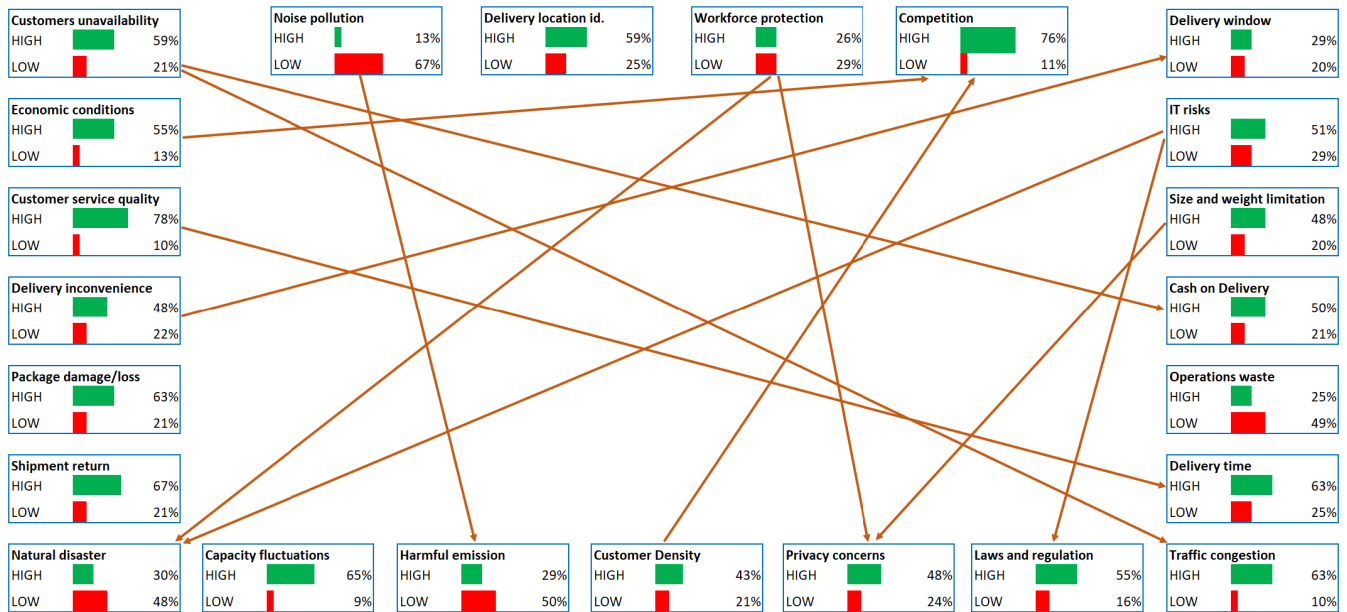 Customers unavailability
HIGH 59%
LOW 21%
Noise pollution
HIGH 13%
LOW 67%
Delivery location id.
HIGH 59%
LOW 25%
Workforce protection
HIGH 26%
LOW 29%
Competition
HIGH 76%
LOW 11%
Delivery window
HIGH 29%
LOW 20%
Economic conditions
HIGH 55%
LOW 13%
IT risks
HIGH 51%
LOW 29%
Customer service quality
HIGH 78%
LOW 10%
Size and weight limitation
HIGH 48%
LOW 20%
Delivery inconvenience
HIGH 48%
LOW 22%
Cash on Delivery
HIGH 50%
LOW 21%
Package damage/loss
HIGH 63%
LOW 21%
Operations waste
HIGH 25%
LOW 49%
Shipment return
HIGH 67%
LOW 21%
Delivery time
HIGH 63%
LOW 25%
Natural disaster
HIGH 30%
LOW 48%
Capacity fluctuations
HIGH 65%
LOW 9%
Harmful emission
HIGH 29%
LOW 50%
Customer Density
HIGH 43%
LOW 21%
Privacy concerns
HIGH 48%
LOW 24%
Laws and regulation
HIGH 55%
LOW 16%
Traffic congestion
HIGH 63%
LOW 10%